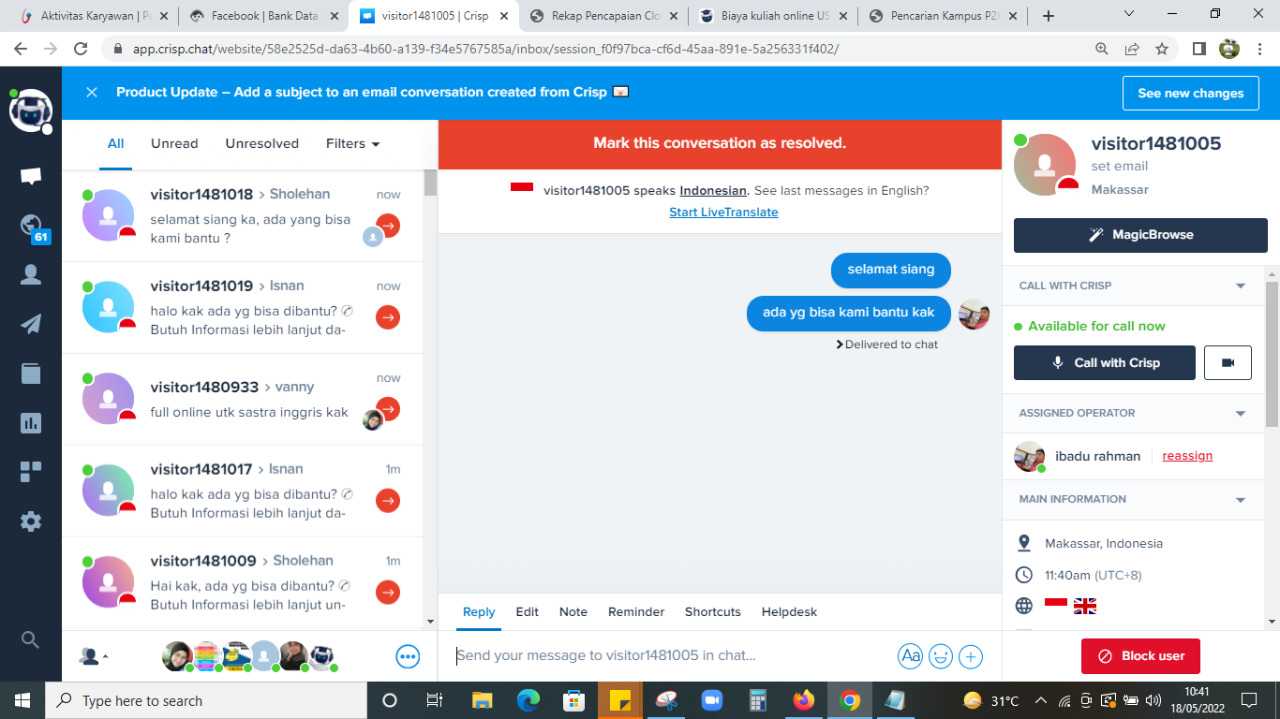 Aktivitas Karyawan | P
Facebook | Bank Data
visitor1481005 | Crisp
Rekap Pencapaian Clo
Biaya kuliah online US
Pencarian Kampus P2K
app.crisp.chat/website/58e2525d-da63-4b60-a139-f34e5767585a/inbox/session_f0f97bca-cf6d-45aa-891e-5a256331f402/
Product Update – Add a subject to an email conversation created from Crisp
See new changes
61
All
Unread
Unresolved
Filters
visitor1481018 > Sholehan
now
selamat siang ka, ada yang bisa
kami bantu ?
visitor1481019 > Isnan
now
halo kak ada yg bisa dibantu?
Butuh Informasi lebih lanjut da-
visitor1480933 > vanny
now
full online utk sastra inggris kak
visitor1481017 > Isnan
1m
halo kak ada yg bisa dibantu?
Butuh Informasi lebih lanjut da-
visitor1481009 > Sholehan
1m
Hai kak, ada yg bisa dibantu?
Butuh Informasi lebih lanjut un-
Mark this conversation as resolved.
visitor1481005 speaks Indonesian. See last messages in English?
Start LiveTranslate
selamat siang
ada yg bisa kami bantu kak
Delivered to chat
Reply
Edit
Note
Reminder
Shortcuts
Helpdesk
Send your message to visitor1481005 in chat...
Aa
visitor1481005
set email
Makassar
MagicBrowse
CALL WITH CRISP
Available for call now
Call with Crisp
ASSIGNED OPERATOR
ibadu rahman
reassign
MAIN INFORMATION
Makassar, Indonesia
11:40am (UTC+8)
Block user
Type here to search
31°C
10:41
18/05/2022